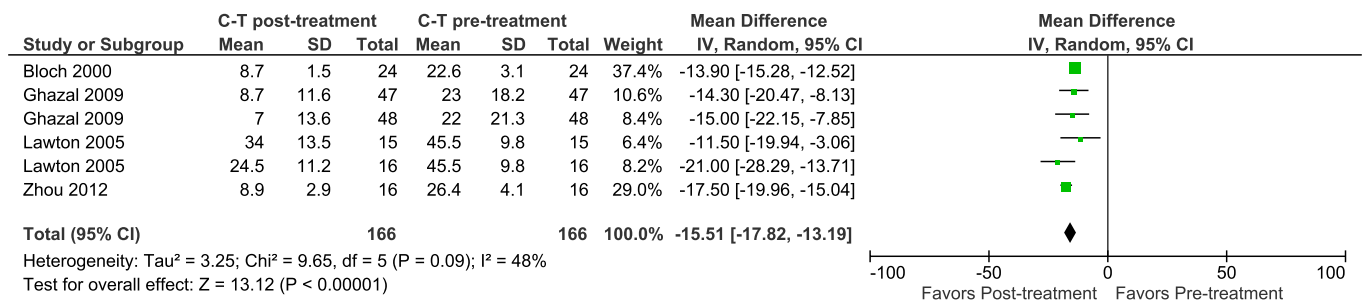 C-T post-treatment C-T pre-treatment Mean Difference Mean Difference
Study or Subgroup Mean SD Total Mean SD Total Weight IV, Random, 95% CI IV, Random, 95% CI
Bloch 2000 8.7 1.5 24 22.6 3.1 24 37.4% -13.90 [-15.28, -12.52]
Ghazal 2009 8.7 11.6 47 23 18.2 47 10.6% -14.30 [-20.47, -8.13]
Ghazal 2009 7 13.6 48 22 21.3 48 8.4% -15.00 [-22.15, -7.85]
Lawton 2005 34 13.5 15 45.5 9.8 15 6.4% -11.50 [-19.94, -3.06]
Lawton 2005 24.5 11.2 16 45.5 9.8 16 8.2% -21.00 [-28.29, -13.71]
Zhou 2012 8.9 2.9 16 26.4 4.1 16 29.0% -17.50 [-19.96, -15.04]
Total (95% CI) 166 166 100.0% -15.51 [-17.82, -13.19]
Heterogeneity: Tau² = 3.25; Chi² = 9.65, df = 5 (P = 0.09); I² = 48%
Test for overall effect: Z = 13.12 (P < 0.00001)
-100 -50 0 50 100
Favors Post-treatment Favors Pre-treatment